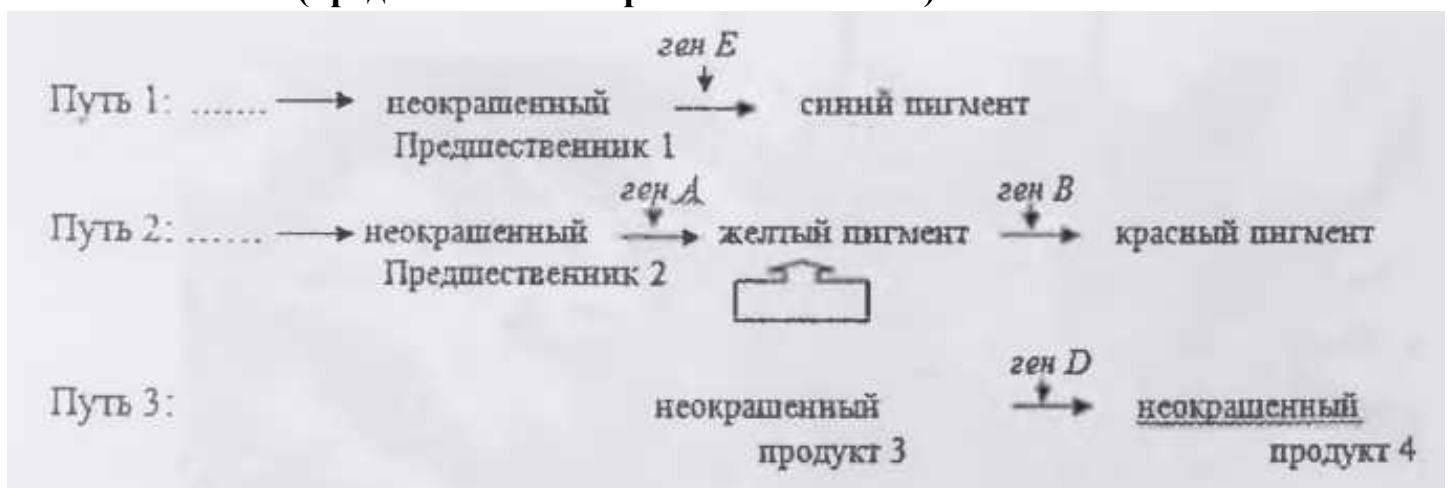 ген E
Путь 1: ....... неокрашенный синий пигмент
Предшественник 1
ген A ген B
Путь 2: ...... неокрашенный желтый пигмент красный пигмент
Предшественник 2
ген D
Путь 3: неокрашенный неокрашенный
продукт 3 продукт 4